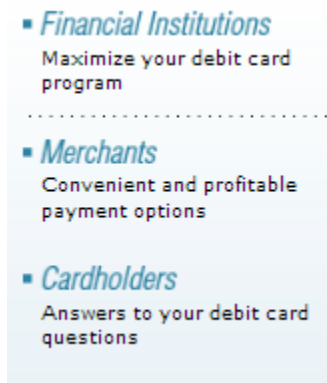 Financial Institutions
Maximize your debit card
program
Merchants
Convenient and profitable
payment options
Cardholders
Answers to your debit card
questions